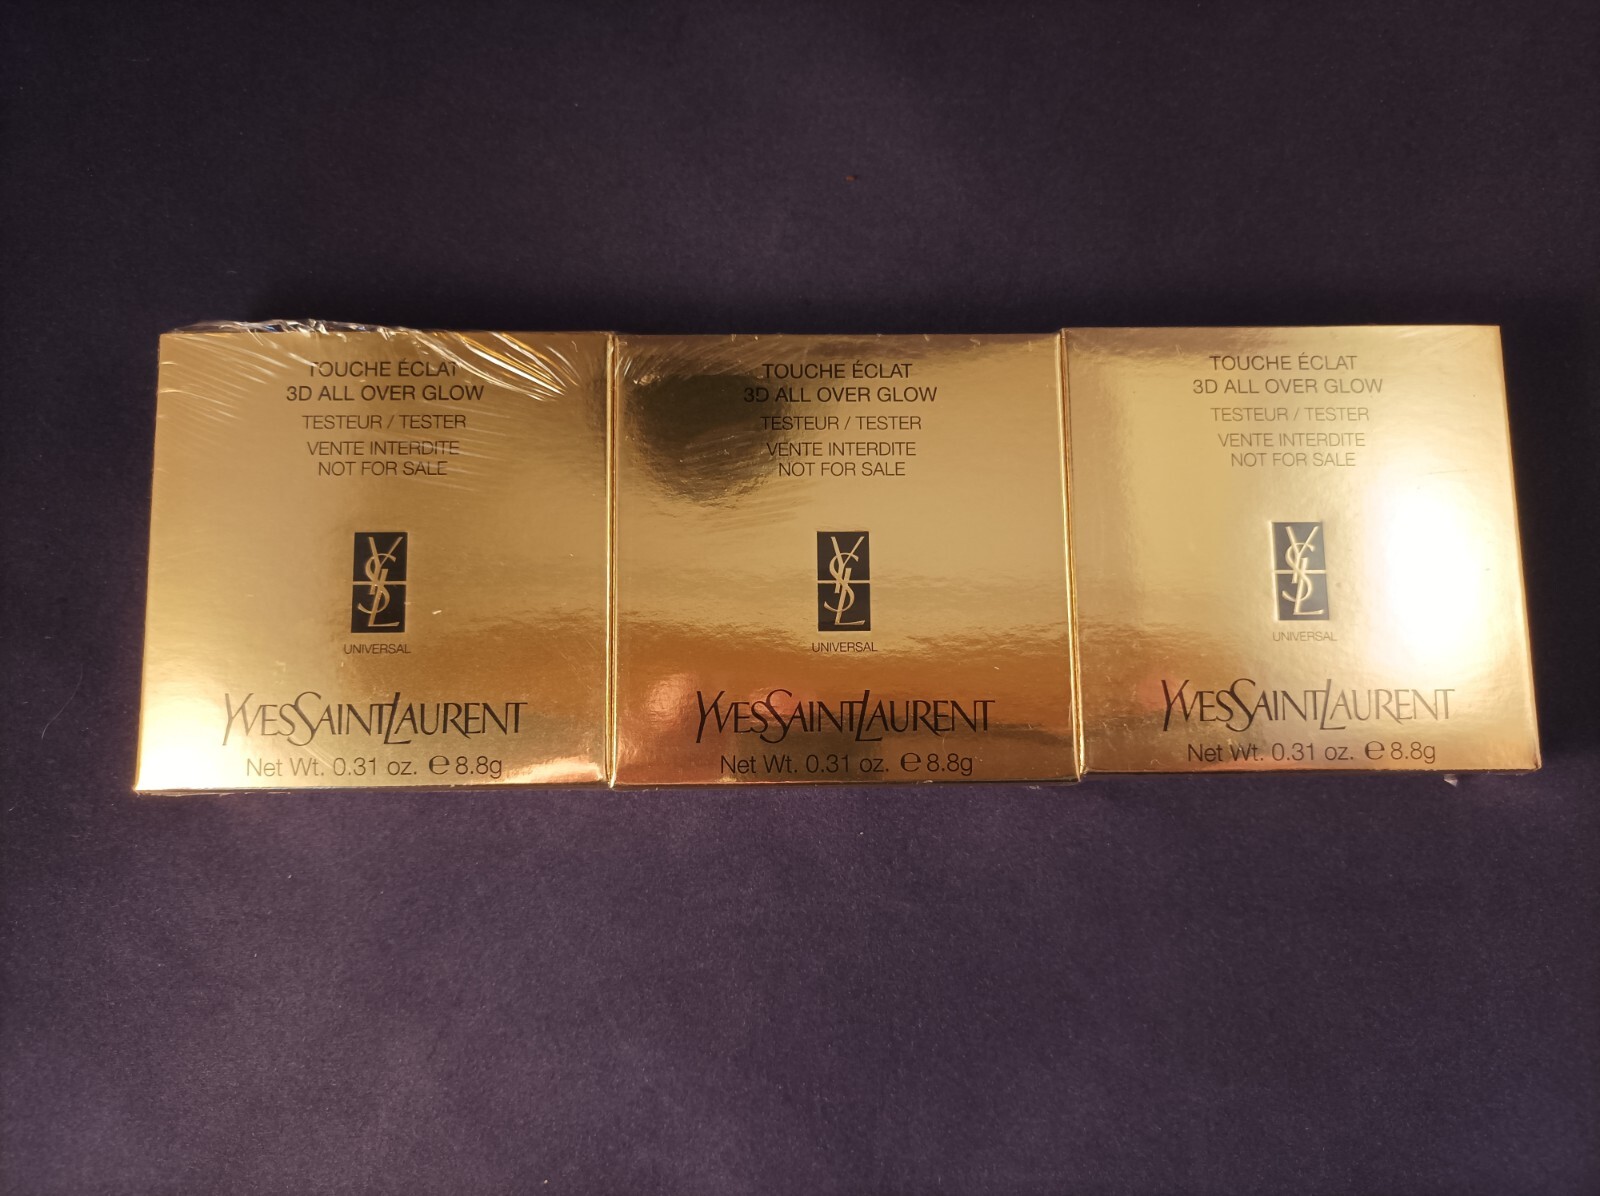 TOUCHE ÉCLAT
3D ALL OVER GLOW
TESTEUR / TESTER
VENTE INTERDITE
NOT FOR SALE
YSL
UNIVERSAL
YVESSAINTLAURENT
Net Wt. 0.31 oz. ℮ 8.8g
TOUCHE ÉCLAT
3D ALL OVER GLOW
TESTEUR / TESTER
VENTE INTERDITE
NOT FOR SALE
YSL
UNIVERSAL
YVESSAINTLAURENT
Net Wt. 0.31 oz. ℮ 8.8g
TOUCHE ÉCLAT
3D ALL OVER GLOW
TESTEUR / TESTER
VENTE INTERDITE
NOT FOR SALE
YSL
UNIVERSAL
YVESSAINTLAURENT
Net Wt. 0.31 oz. ℮ 8.8g